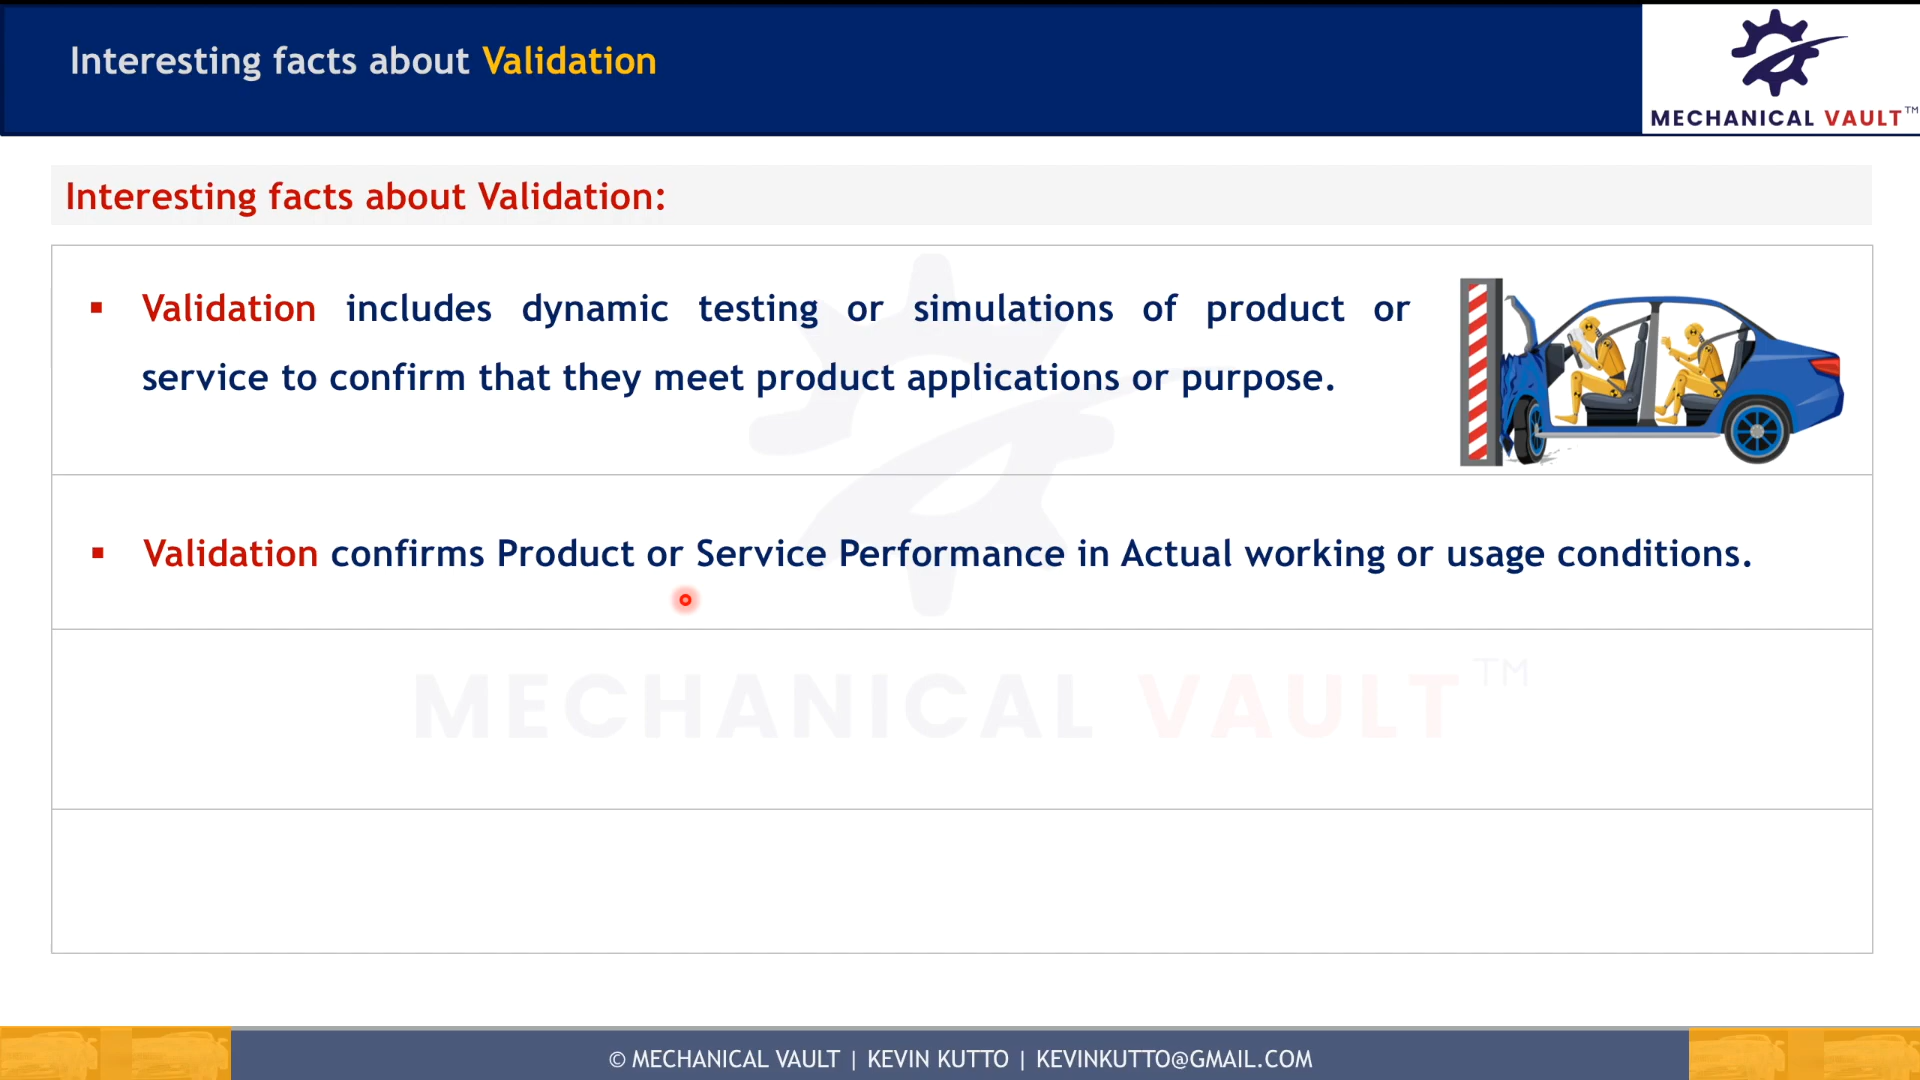 Interesting facts about Validation
MECHANICAL VAULT™
Interesting facts about Validation:
▪ Validation includes dynamic testing or simulations of product or
service to confirm that they meet product applications or purpose.
▪ Validation confirms Product or Service Performance in Actual working or usage conditions.
MECHANICAL VAULT™
© MECHANICAL VAULT | KEVIN KUTTO | KEVINKUTTO@GMAIL.COM